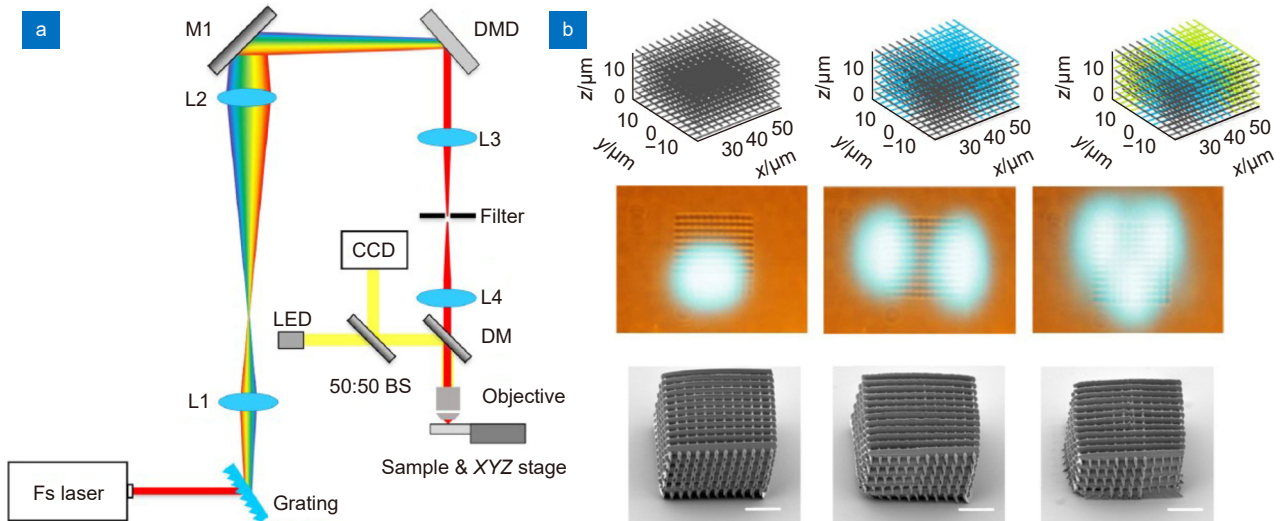 a
M1
DMD
L2
L3
Filter
CCD
L4
LED
DM
50:50 BS
Objective
L1
Sample & XYZ stage
Fs laser
Grating
b
z/µm
10
0
10
0
−10
y/µm
30
40
50
x/µm
z/µm
10
0
10
0
−10
y/µm
30
40
50
x/µm
z/µm
10
0
10
0
−10
y/µm
30
40
50
x/µm